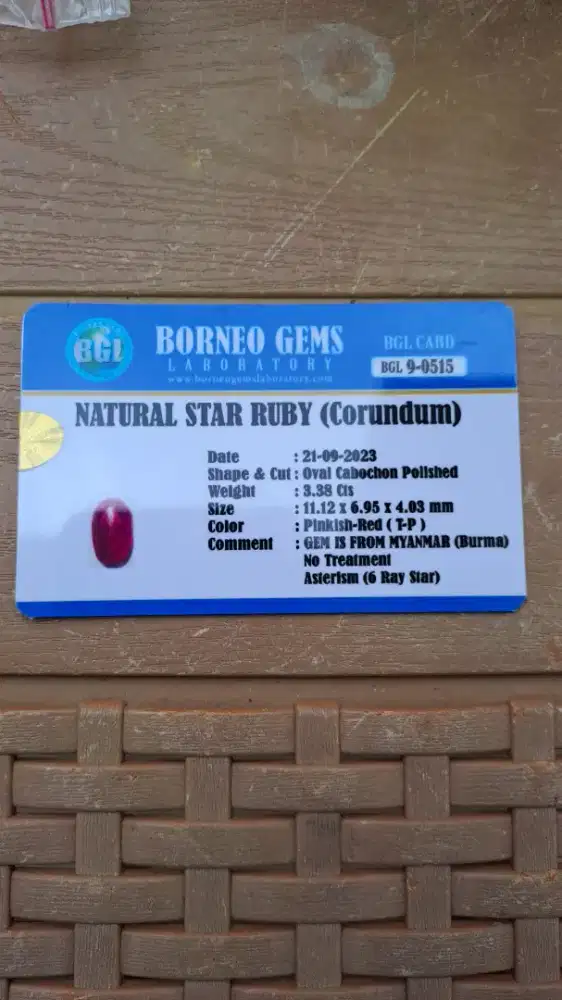 BGL
BORNEO GEMS
LABORATORY
www.borneogemslaboratory.com
BGL CARD
BGL 9-0515
NATURAL STAR RUBY (Corundum)
Date : 21-09-2023
Shape & Cut : Oval Cabochon Polished
Weight : 3.38 Cts
Size : 11.12 x 6.95 x 4.03 mm
Color : Pinkish-Red ( T-P )
Comment : GEM IS FROM MYANMAR (Burma)
No Treatment
Asterism (6 Ray Star)